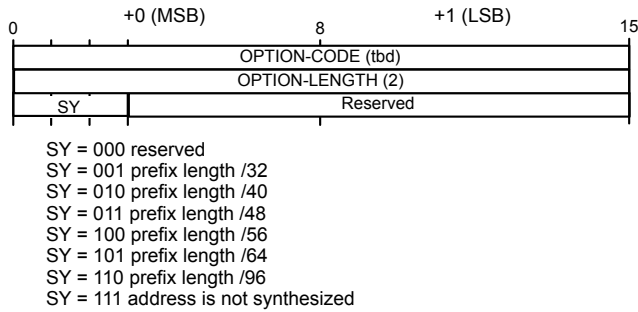 +0 (MSB) +1 (LSB)
0 8 15
OPTION-CODE (tbd)
OPTION-LENGTH (2)
SY Reserved
SY = 000 reserved
SY = 001 prefix length /32
SY = 010 prefix length /40
SY = 011 prefix length /48
SY = 100 prefix length /56
SY = 101 prefix length /64
SY = 110 prefix length /96
SY = 111 address is not synthesized